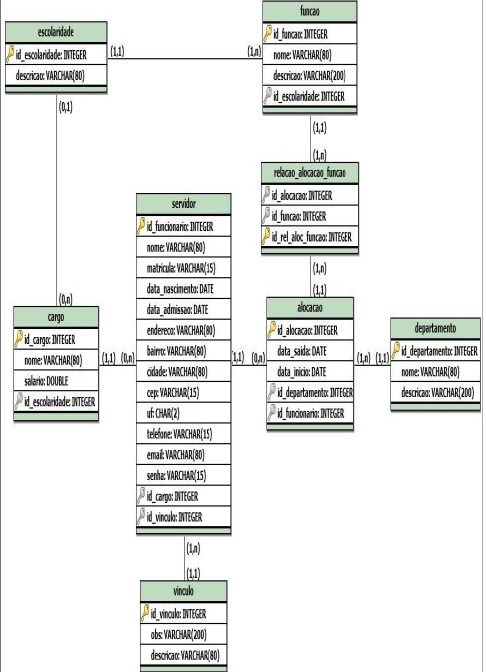 escolaridade
id_escolaridade: INTEGER
descricao: VARCHAR(80)
(1,1)
(1,n)
funcao
id_funcao: INTEGER
nome: VARCHAR(80)
descricao: VARCHAR(200)
id_escolaridade: INTEGER
(0,1)
(1,1)
(1,n)
relacao_alocacao_funcao
id_alocacao: INTEGER
id_funcao: INTEGER
id_rel_aloc_funcao: INTEGER
(1,n)
(1,1)
servidor
id_funcionario: INTEGER
nome: VARCHAR(80)
matricula: VARCHAR(15)
data_nascimento: DATE
data_admissao: DATE
endereco: VARCHAR(80)
bairro: VARCHAR(80)
cidade: VARCHAR(80)
cep: VARCHAR(15)
uf: CHAR(2)
telefone: VARCHAR(15)
email: VARCHAR(80)
senha: VARCHAR(15)
id_cargo: INTEGER
id_vinculo: INTEGER
(0,n)
cargo
id_cargo: INTEGER
nome: VARCHAR(80)
salario: DOUBLE
id_escolaridade: INTEGER
(1,1) (0,n)
(1,1) (0,n)
alocacao
id_alocacao: INTEGER
data_saida: DATE
data_inicio: DATE
id_departamento: INTEGER
id_funcionario: INTEGER
(1,n) (1,1)
departamento
id_departamento: INTEGER
nome: VARCHAR(80)
descricao: VARCHAR(200)
(1,n)
(1,1)
vinculo
id_vinculo: INTEGER
obs: VARCHAR(200)
descricao: VARCHAR(80)